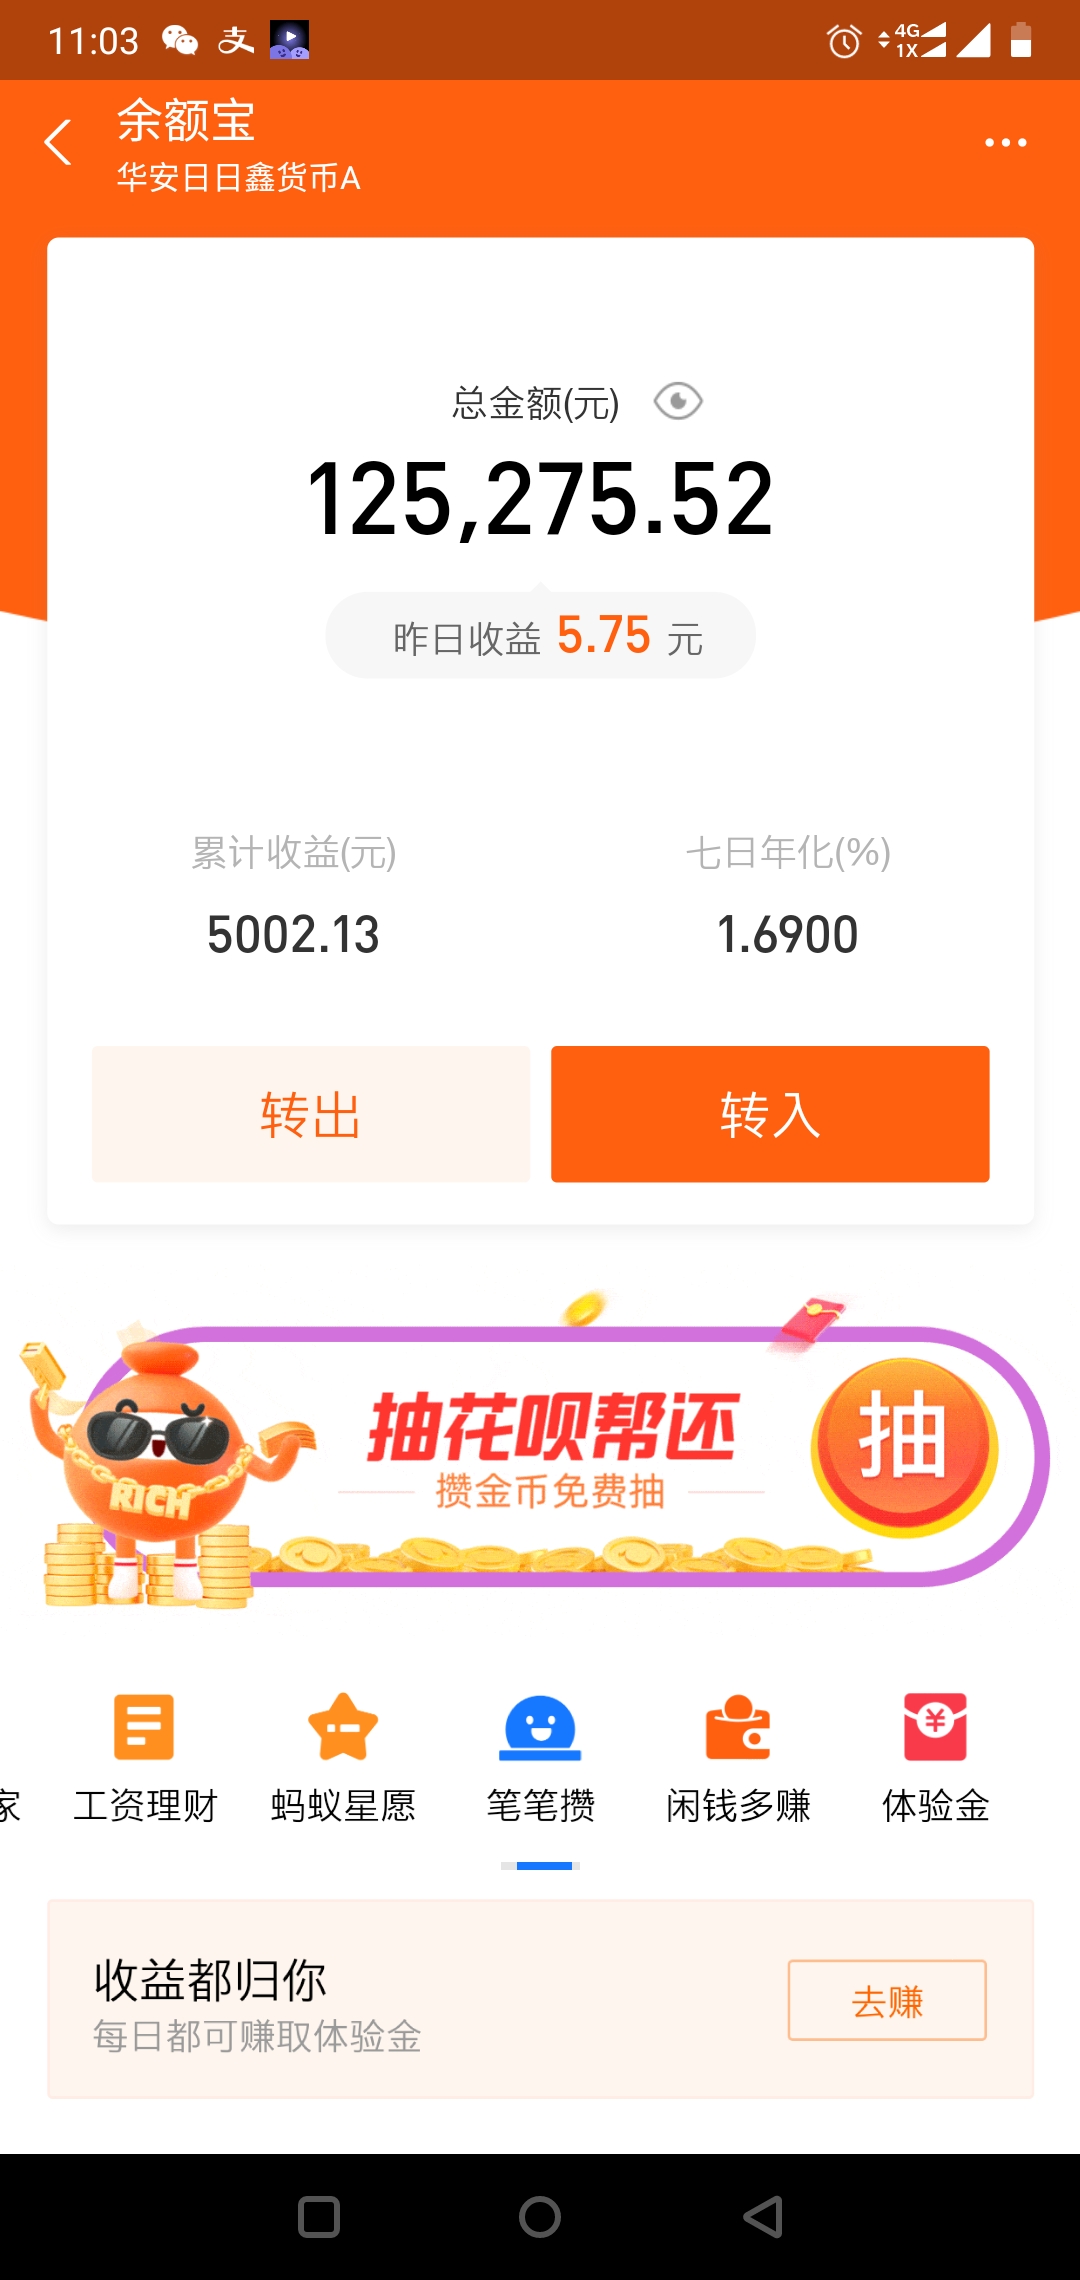 11:03
4G
1X
余额宝
华安日日鑫货币A
总金额(元)
125,275.52
昨日收益 5.75 元
累计收益(元)
七日年化(%)
5002.13
1.6900
转出
转入
抽花呗帮还
攒金币免费抽
抽
RICH
家
工资理财
蚂蚁星愿
笔笔攒
闲钱多赚
体验金
收益都归你
每日都可赚取体验金
去赚